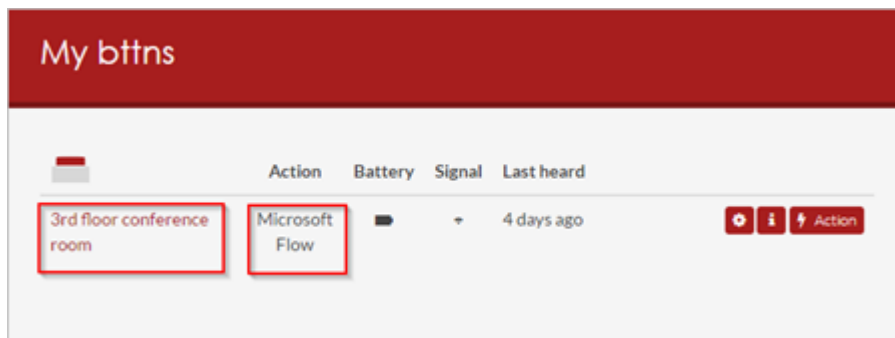 My bttns
Action Battery Signal Last heard
3rd floor conference
room
Microsoft
Flow
4 days ago
Action